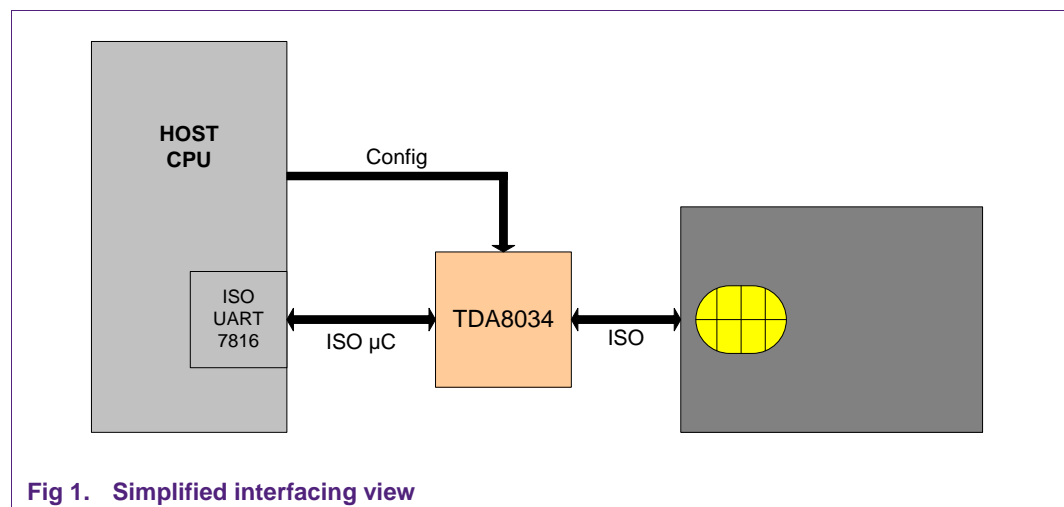 HOST
CPU
Config
ISO
UART
7816
ISO µC
TDA8034
ISO
Fig 1. Simplified interfacing view